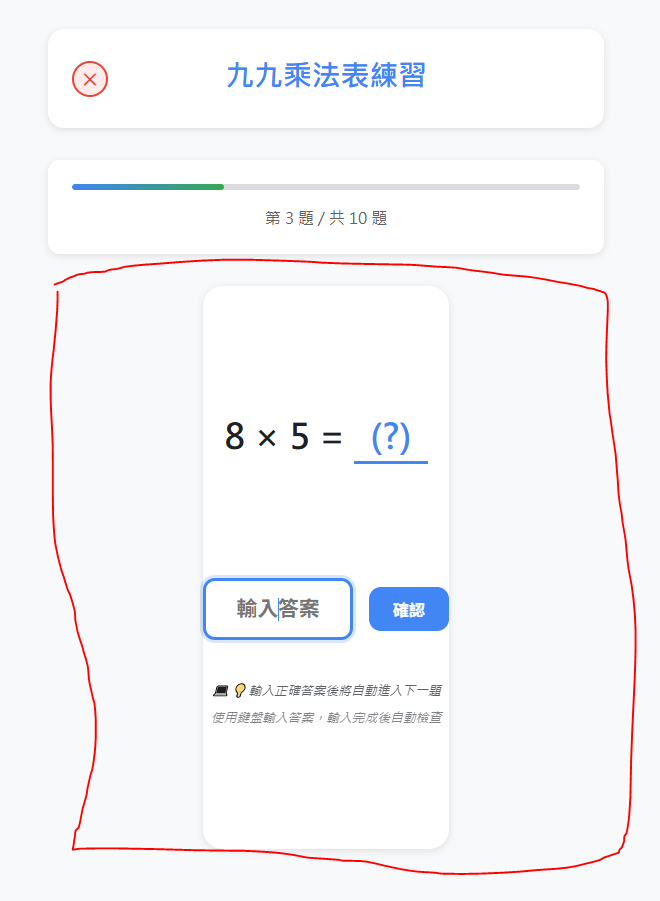 九九乘法表練習
第 3 題 / 共 10 題
8 × 5 = (?)
輸入答案
確認
輸入正確答案後將自動進入下一題
使用鍵盤輸入答案，輸入完成後自動檢查